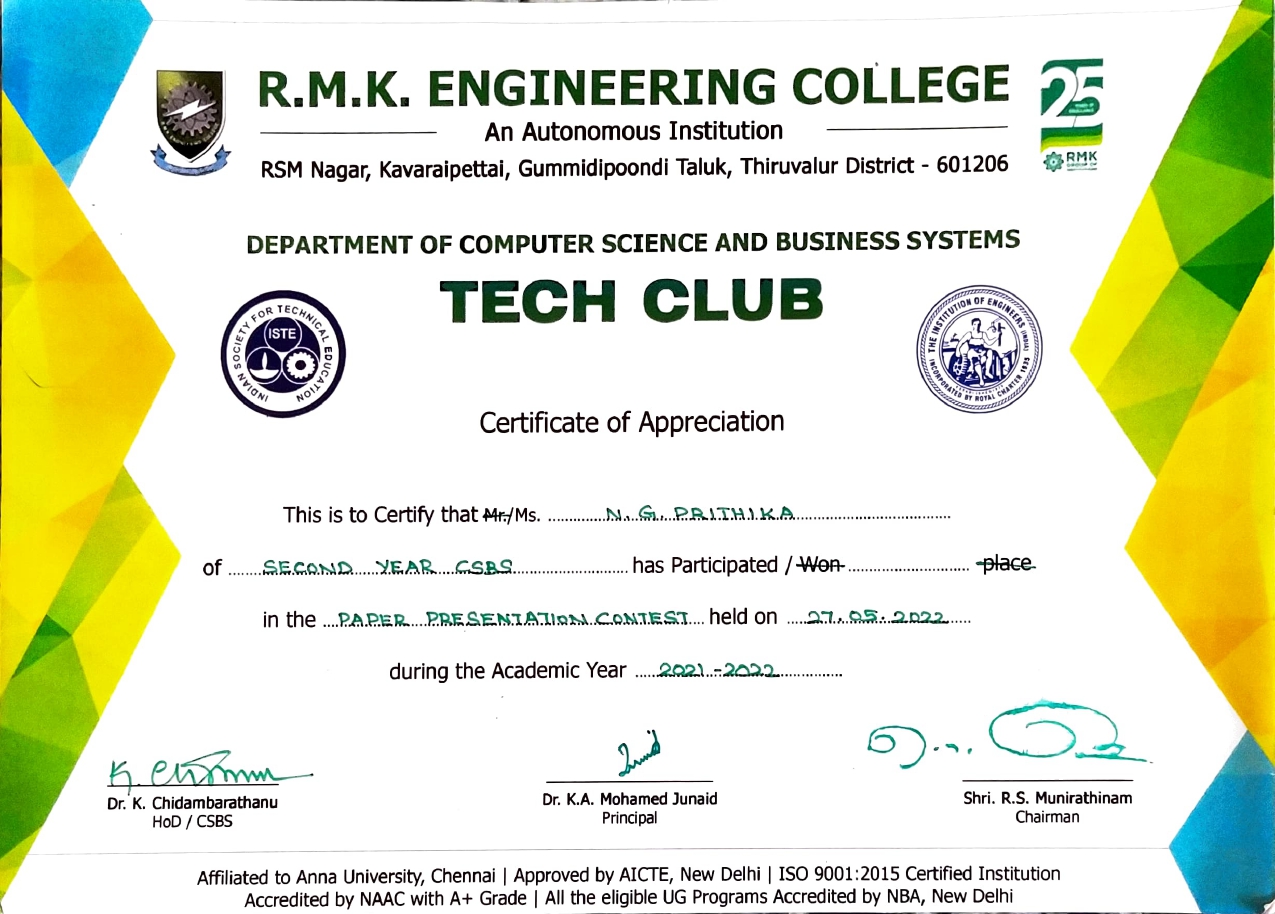 R.M.K. ENGINEERING COLLEGE
An Autonomous Institution
RSM Nagar, Kavaraipettai, Gummidipoondi Taluk, Thiruvalur District - 601206
25
RMK
DEPARTMENT OF COMPUTER SCIENCE AND BUSINESS SYSTEMS
TECH CLUB
INDIAN SOCIETY FOR TECHNICAL EDUCATION
ISTE
THE INSTITUTION OF ENGINEERS (INDIA)
INCORPORATED BY ROYAL CHARTER 1935
Certificate of Appreciation
This is to Certify that Mr./Ms. N. G. PRITHIKA
of SECOND YEAR CSBS has Participated / Won place
in the PAPER PRESENTATION CONTEST held on 27.05.2022
during the Academic Year 2021-2022
Dr. K. Chidambarathanu
HoD / CSBS
Dr. K.A. Mohamed Junaid
Principal
Shri. R.S. Munirathinam
Chairman
Affiliated to Anna University, Chennai | Approved by AICTE, New Delhi | ISO 9001:2015 Certified Institution
Accredited by NAAC with A+ Grade | All the eligible UG Programs Accredited by NBA, New Delhi